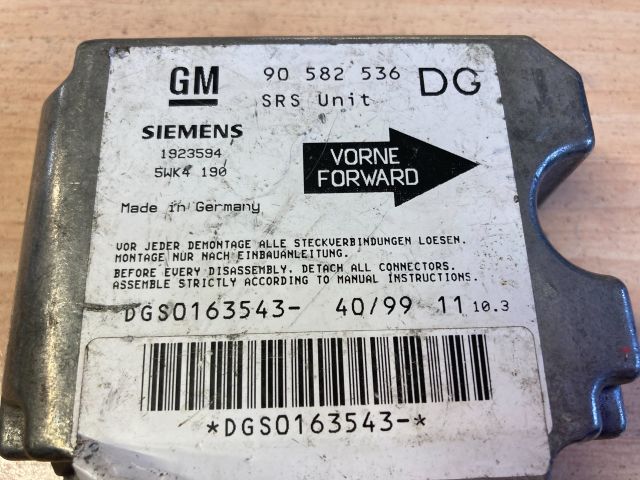 GM 90 582 536 DG
SRS Unit
SIEMENS
1923594
5WK4 190
VORNE
FORWARD
Made in Germany
VOR JEDER DEMONTAGE ALLE STECKVERBINDUNGEN LOESEN.
MONTAGE NUR NACH EINBAUANLEITUNG.
BEFORE EVERY DISASSEMBLY, DETACH ALL CONNECTORS.
ASSEMBLE STRICTLY ACCORDING TO MANUAL INSTRUCTIONS.
DGS0163543- 40/99 11 10.3
*DGS0163543-*